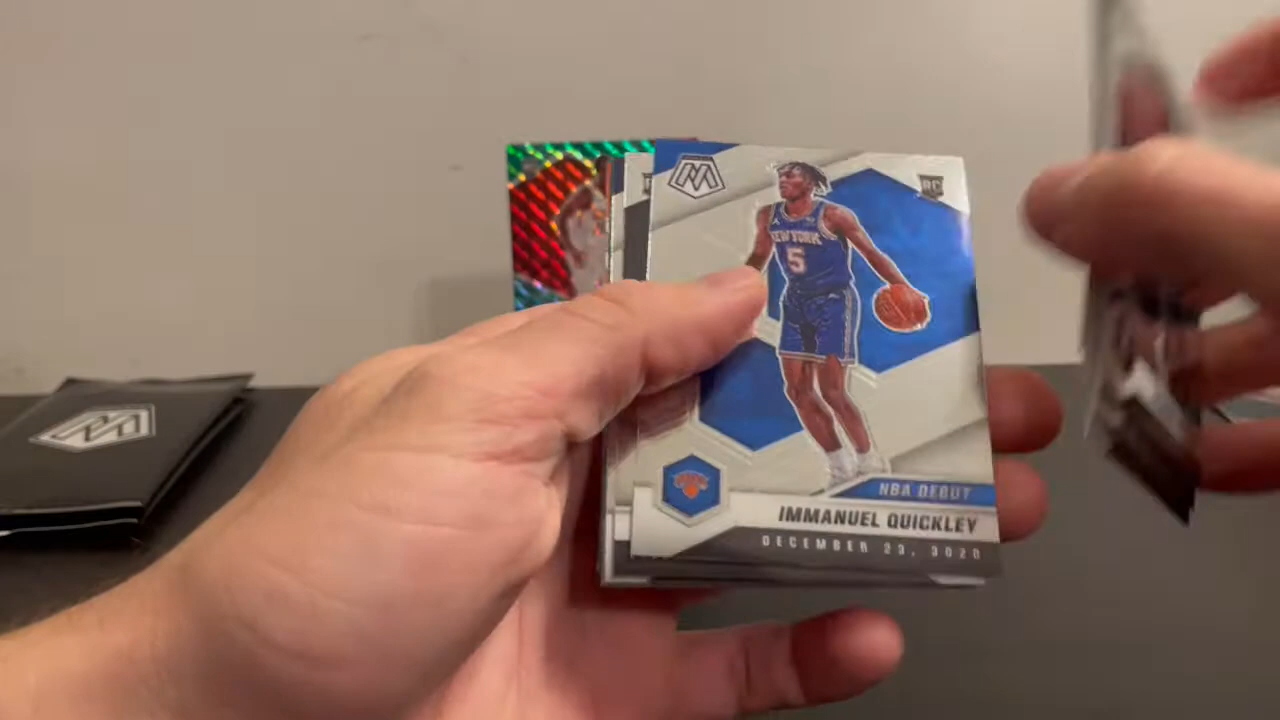 RC
NEW YORK
5
NBA DEBUT
IMMANUEL QUICKLEY
DECEMBER 23, 2020